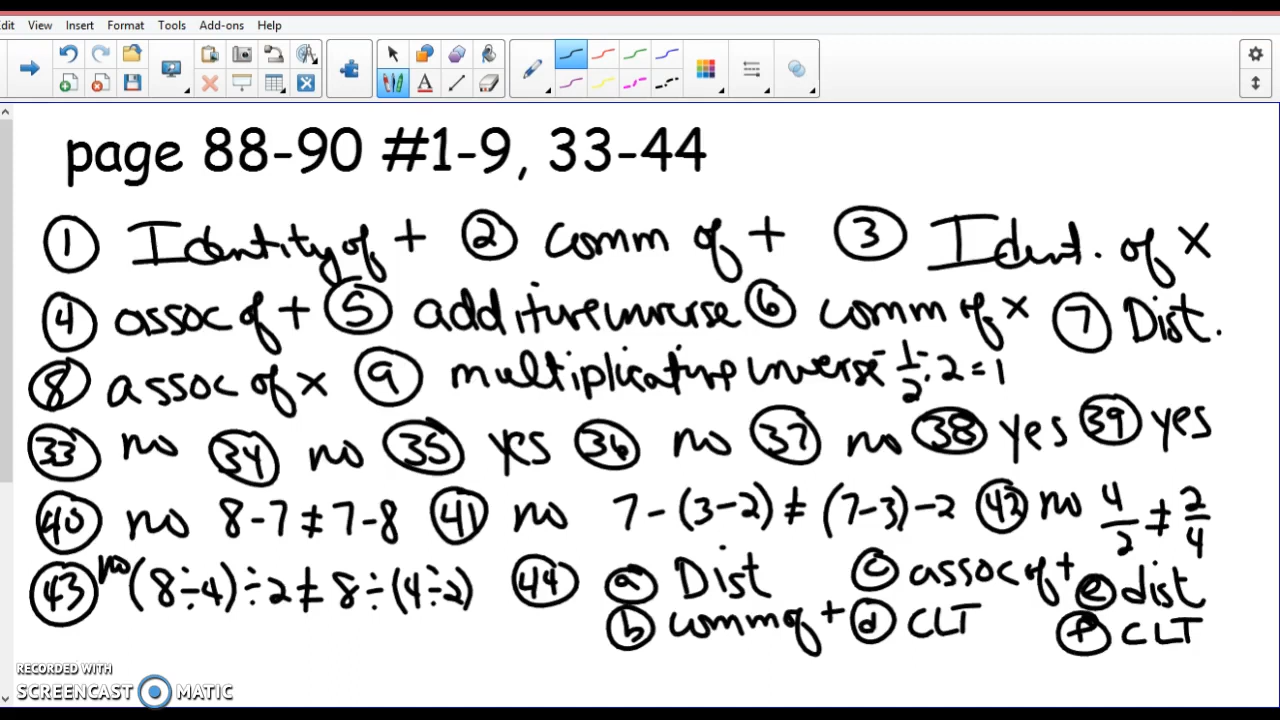 Edit View Insert Format Tools Add-ons Help
page 88-90 #1-9, 33-44
1 Identity of + 2 comm of + 3 Ident. of x
4 assoc of + 5 additive inverse 6 comm of x 7 Dist.
8 assoc of x 9 multiplicative inverse - 1/2 ÷ 2 = 1
33 no 34 no 35 yes 36 no 37 no 38 yes 39 yes
40 no 8-7 ≠ 7-8 41 no 7-(3-2) ≠ (7-3)-2 42 no 4/2 ≠ 2/4
43 no (8÷4)÷2 ≠ 8÷(4÷2) 44 a Dist c assoc of + e dist
b comm of + d CLT f CLT
RECORDED WITH
SCREENCAST MATIC